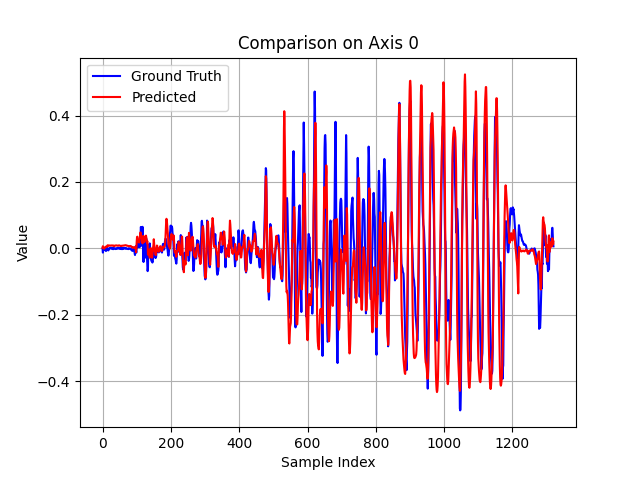 Comparison on Axis 0
Ground Truth
Predicted
Value
0.4
0.2
0.0
−0.2
−0.4
0 200 400 600 800 1000 1200
Sample Index